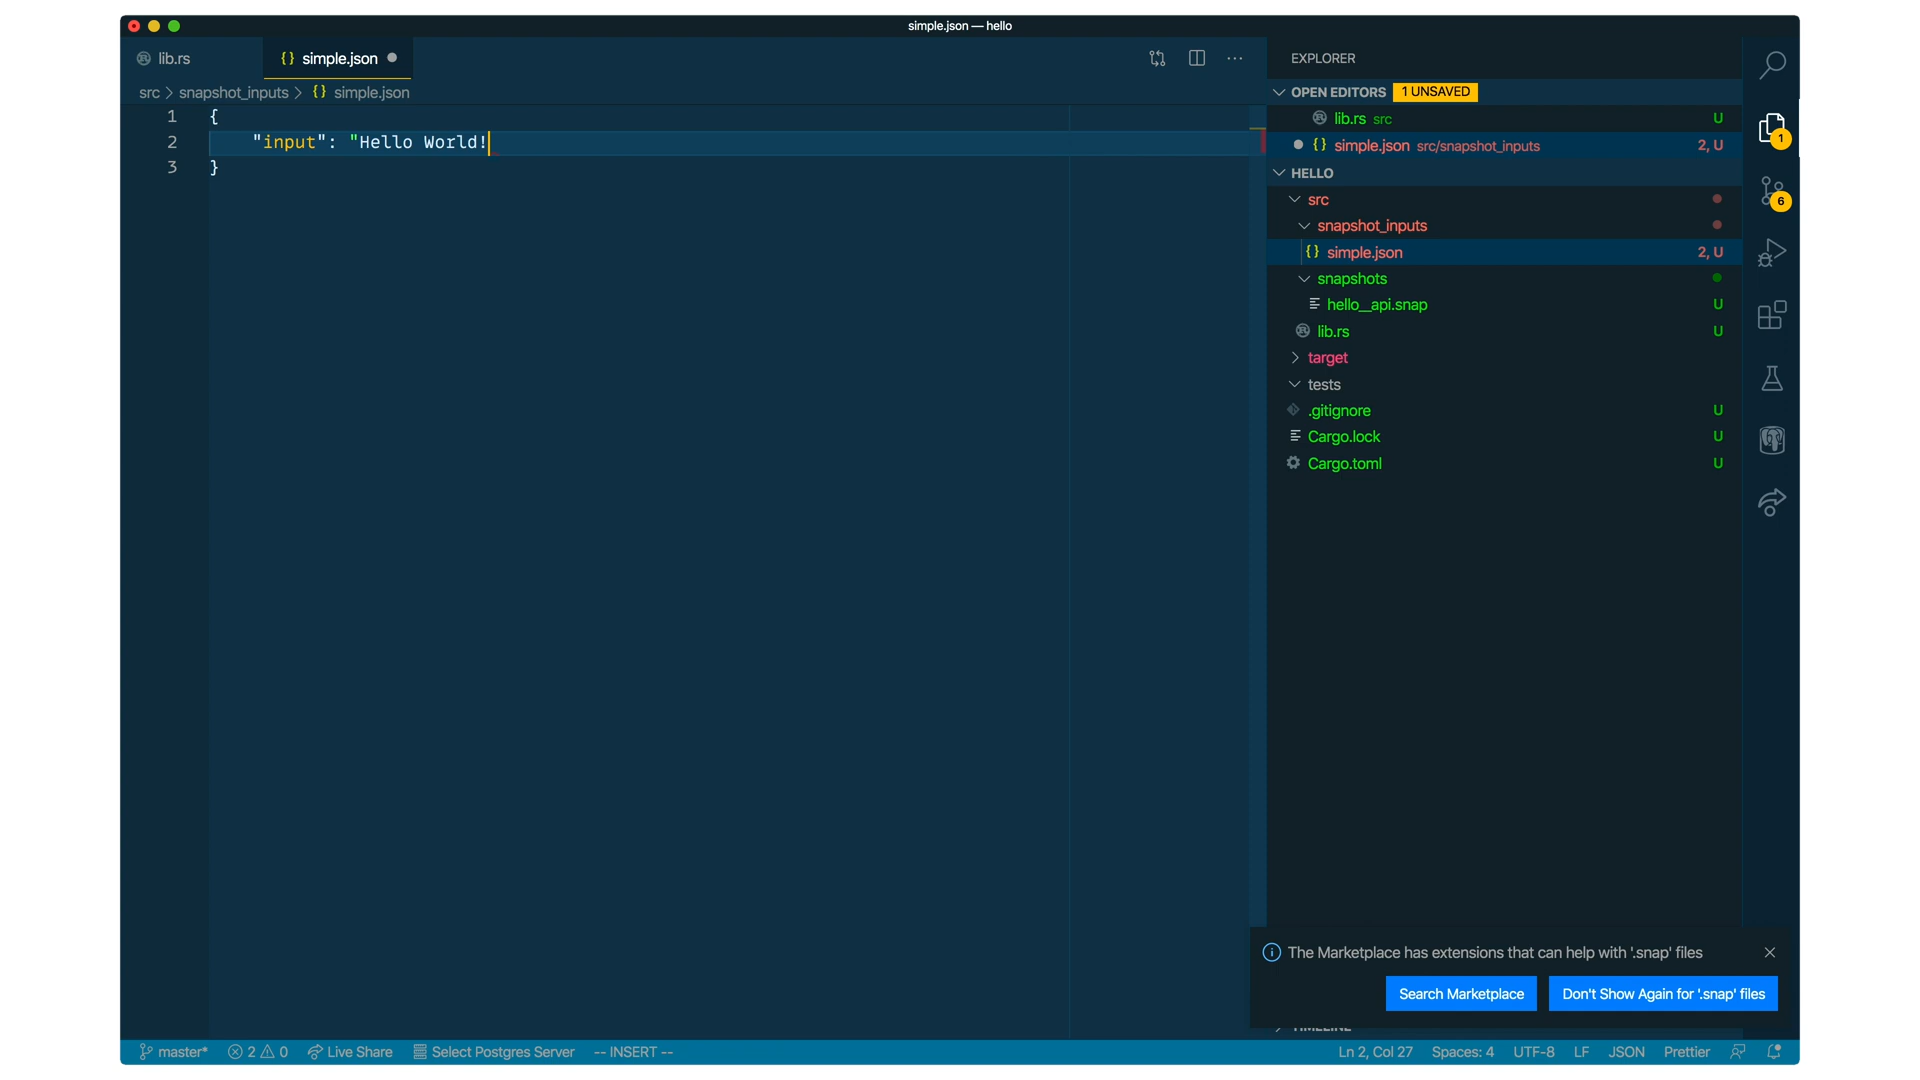 simple.json — hello
lib.rs
{} simple.json
EXPLORER
src > snapshot_inputs > {} simple.json
OPEN EDITORS 1 UNSAVED
1 {
2 "input": "Hello World!
3 }
lib.rs src U
{} simple.json src/snapshot_inputs 2, U
1
HELLO
src
6
snapshot_inputs
{} simple.json 2, U
snapshots
hello__api.snap U
lib.rs U
target
tests
.gitignore U
Cargo.lock U
Cargo.toml U
The Marketplace has extensions that can help with '.snap' files
Search Marketplace
Don't Show Again for '.snap' files
TIMELINE
master* 2 0 Live Share Select Postgres Server -- INSERT -- Ln 2, Col 27 Spaces: 4 UTF-8 LF JSON Prettier